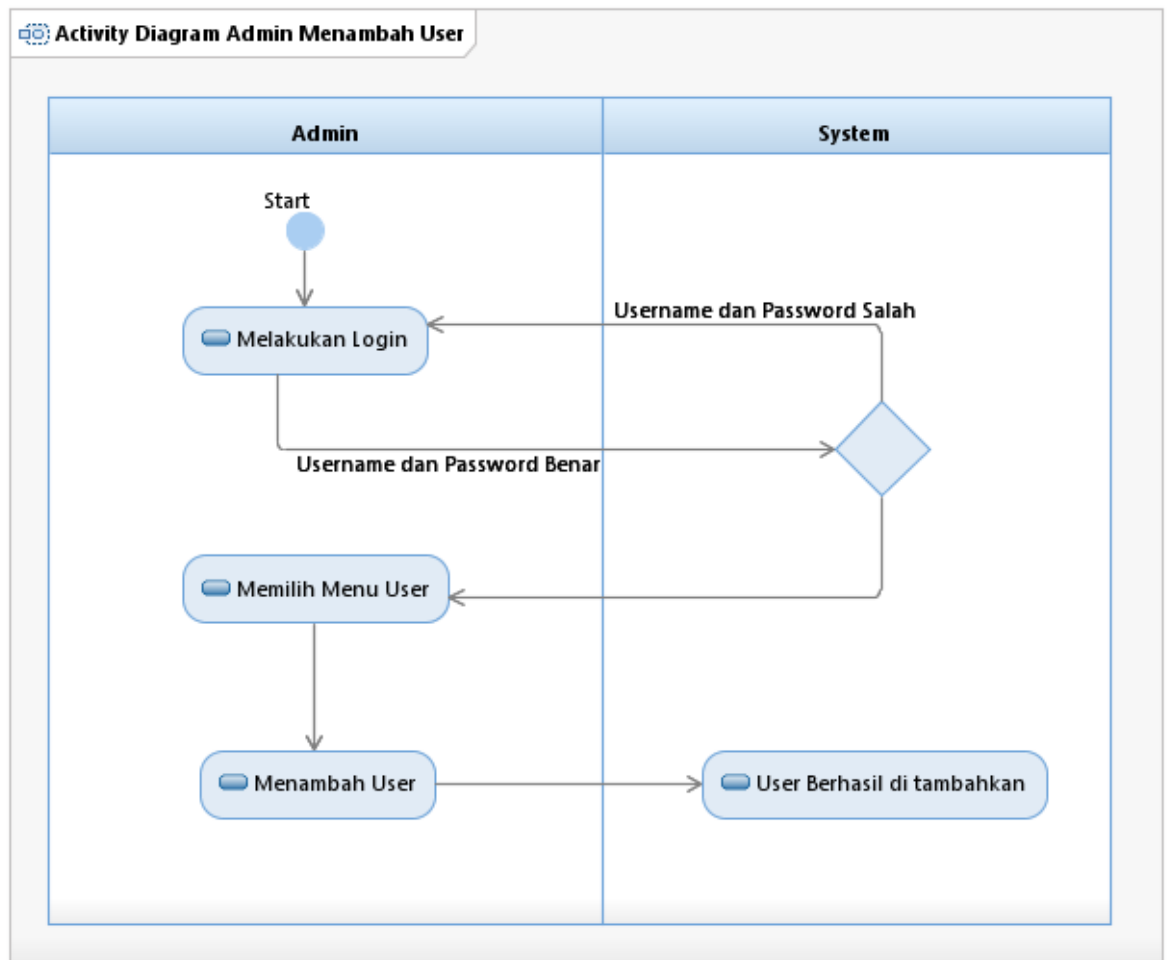 Activity Diagram Admin Menambah User
Admin
System
Start
Username dan Password Salah
Melakukan Login
Username dan Password Benar
Memilih Menu User
Menambah User
User Berhasil di tambahkan